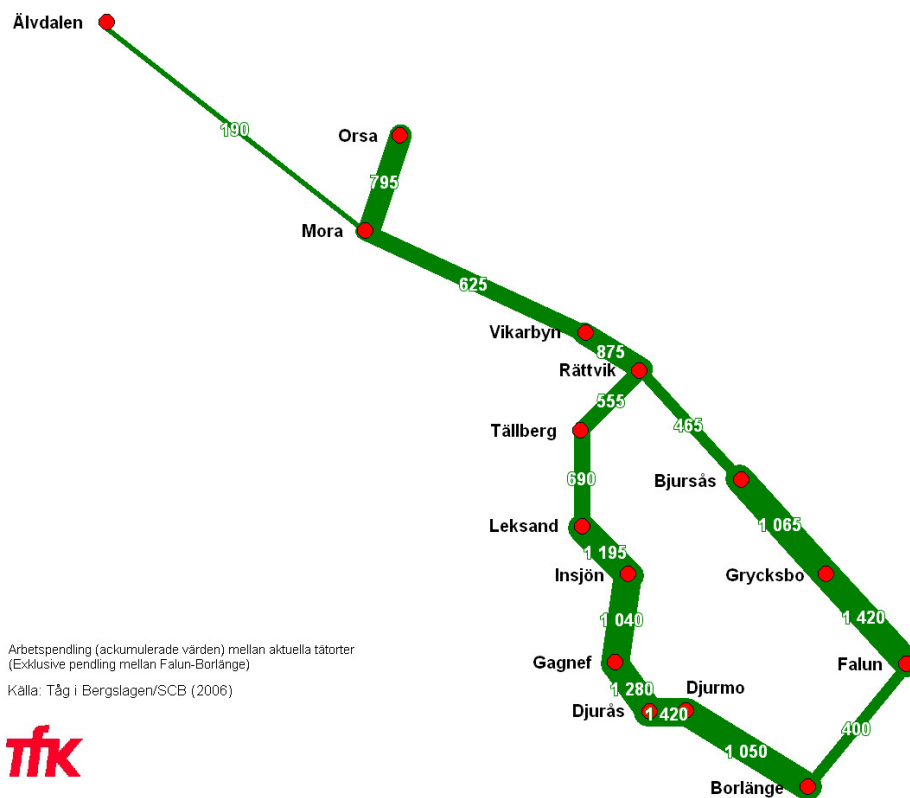 Älvdalen
190
Orsa
795
Mora
625
Vikarbyn
875
Rättvik
555
465
Tällberg
690
Bjursås
1 065
Leksand
1 195
Insjön
Grycksbo
1 040
1 420
Gagnef
Falun
1 280
Djurmo
Djurås
1 420
400
1 050
Borlänge
Arbetspendling (ackumulerade värden) mellan aktuella tätorter
(Exklusive pendling mellan Falun-Borlänge)
Källa: Tåg i Bergslagen/SCB (2006)
TfK